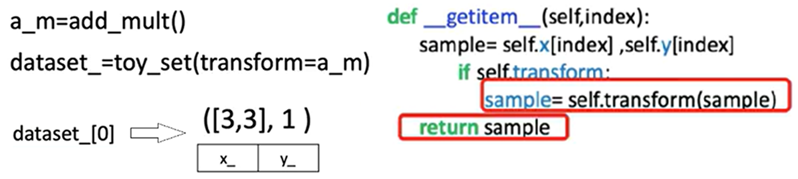 a_m=add_mult()
dataset_=toy_set(transform=a_m)
dataset_[0]
([3,3], 1 )
x_ y_
def __getitem__(self,index):
sample= self.x[index] ,self.y[index]
if self.transform:
sample= self.transform(sample)
return sample